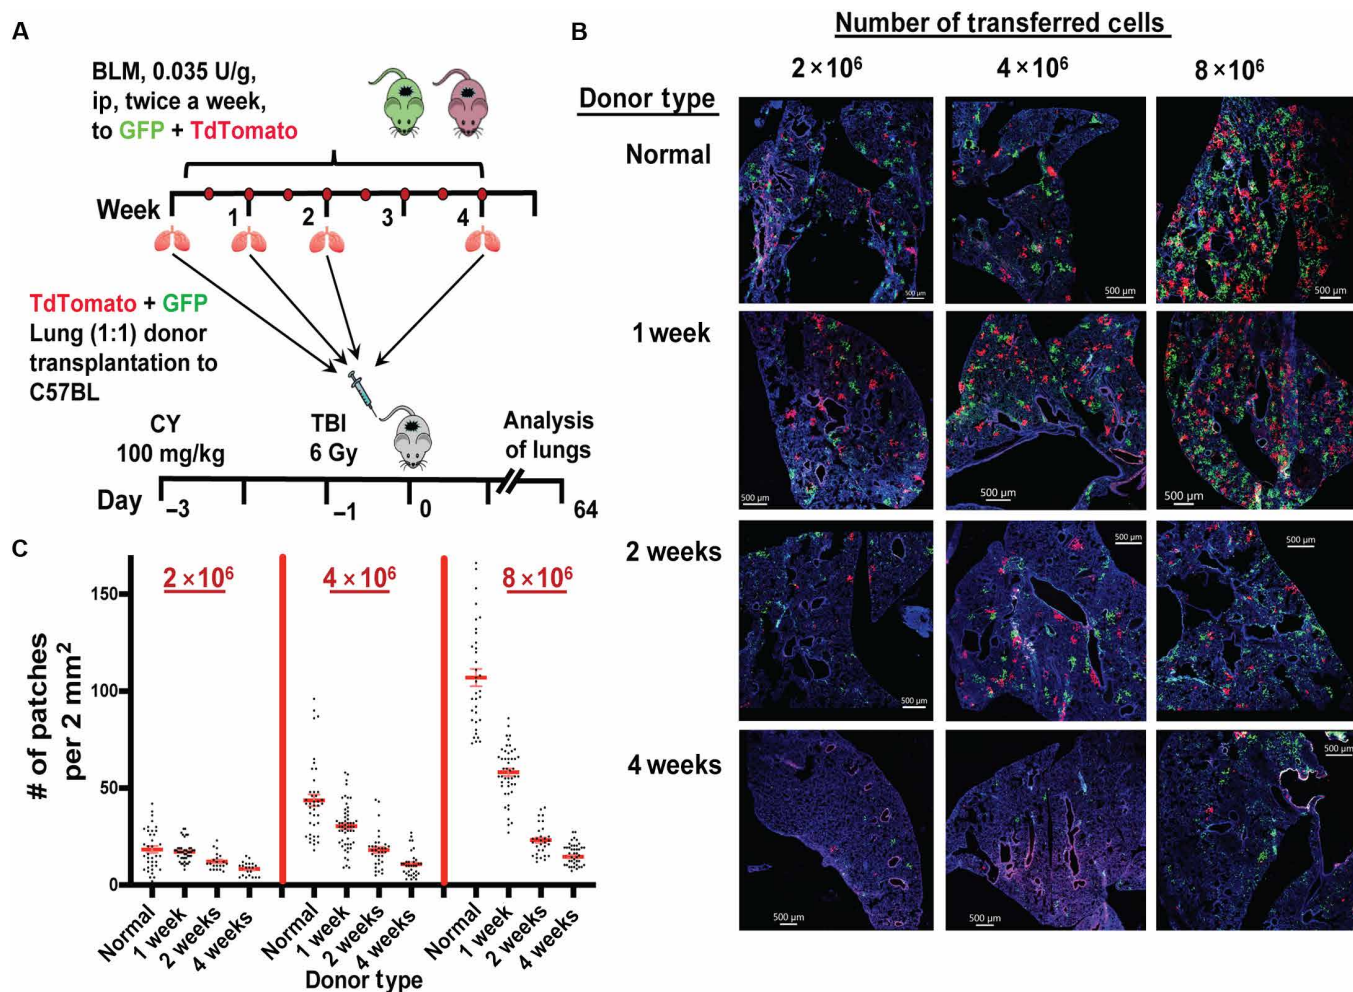 A
BLM, 0.035 U/g,
ip, twice a week,
to GFP + TdTomato
Week
1
2
3
4
TdTomato + GFP
Lung (1:1) donor
transplantation to
C57BL
CY
100 mg/kg
TBI
6 Gy
Analysis
of lungs
Day
–3
–1
0
64
B
Number of transferred cells
2 ×10⁶
4 ×10⁶
8 ×10⁶
Donor type
Normal
500 µm
500 µm
500 µm
1 week
500 µm
500 µm
500 µm
2 weeks
500 µm
500 µm
500 µm
4 weeks
500 µm
500 µm
500 µm
C
# of patches
per 2 mm²
150
100
50
0
2 ×10⁶
4 ×10⁶
8 ×10⁶
Normal
1 week
2 weeks
4 weeks
Normal
1 week
2 weeks
4 weeks
Normal
1 week
2 weeks
4 weeks
Donor type